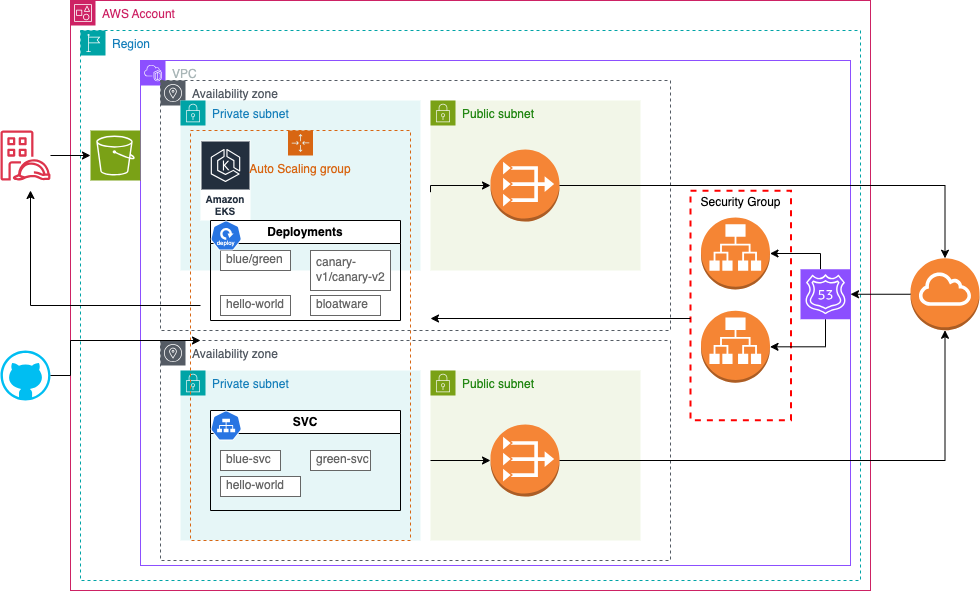 AWS Account
Region
VPC
Availability zone
Private subnet
Public subnet
Auto Scaling group
Amazon
EKS
Security Group
deploy
Deployments
blue/green
canary-
v1/canary-v2
hello-world
bloatware
53
Availability zone
Private subnet
Public subnet
SVC
blue-svc
green-svc
hello-world